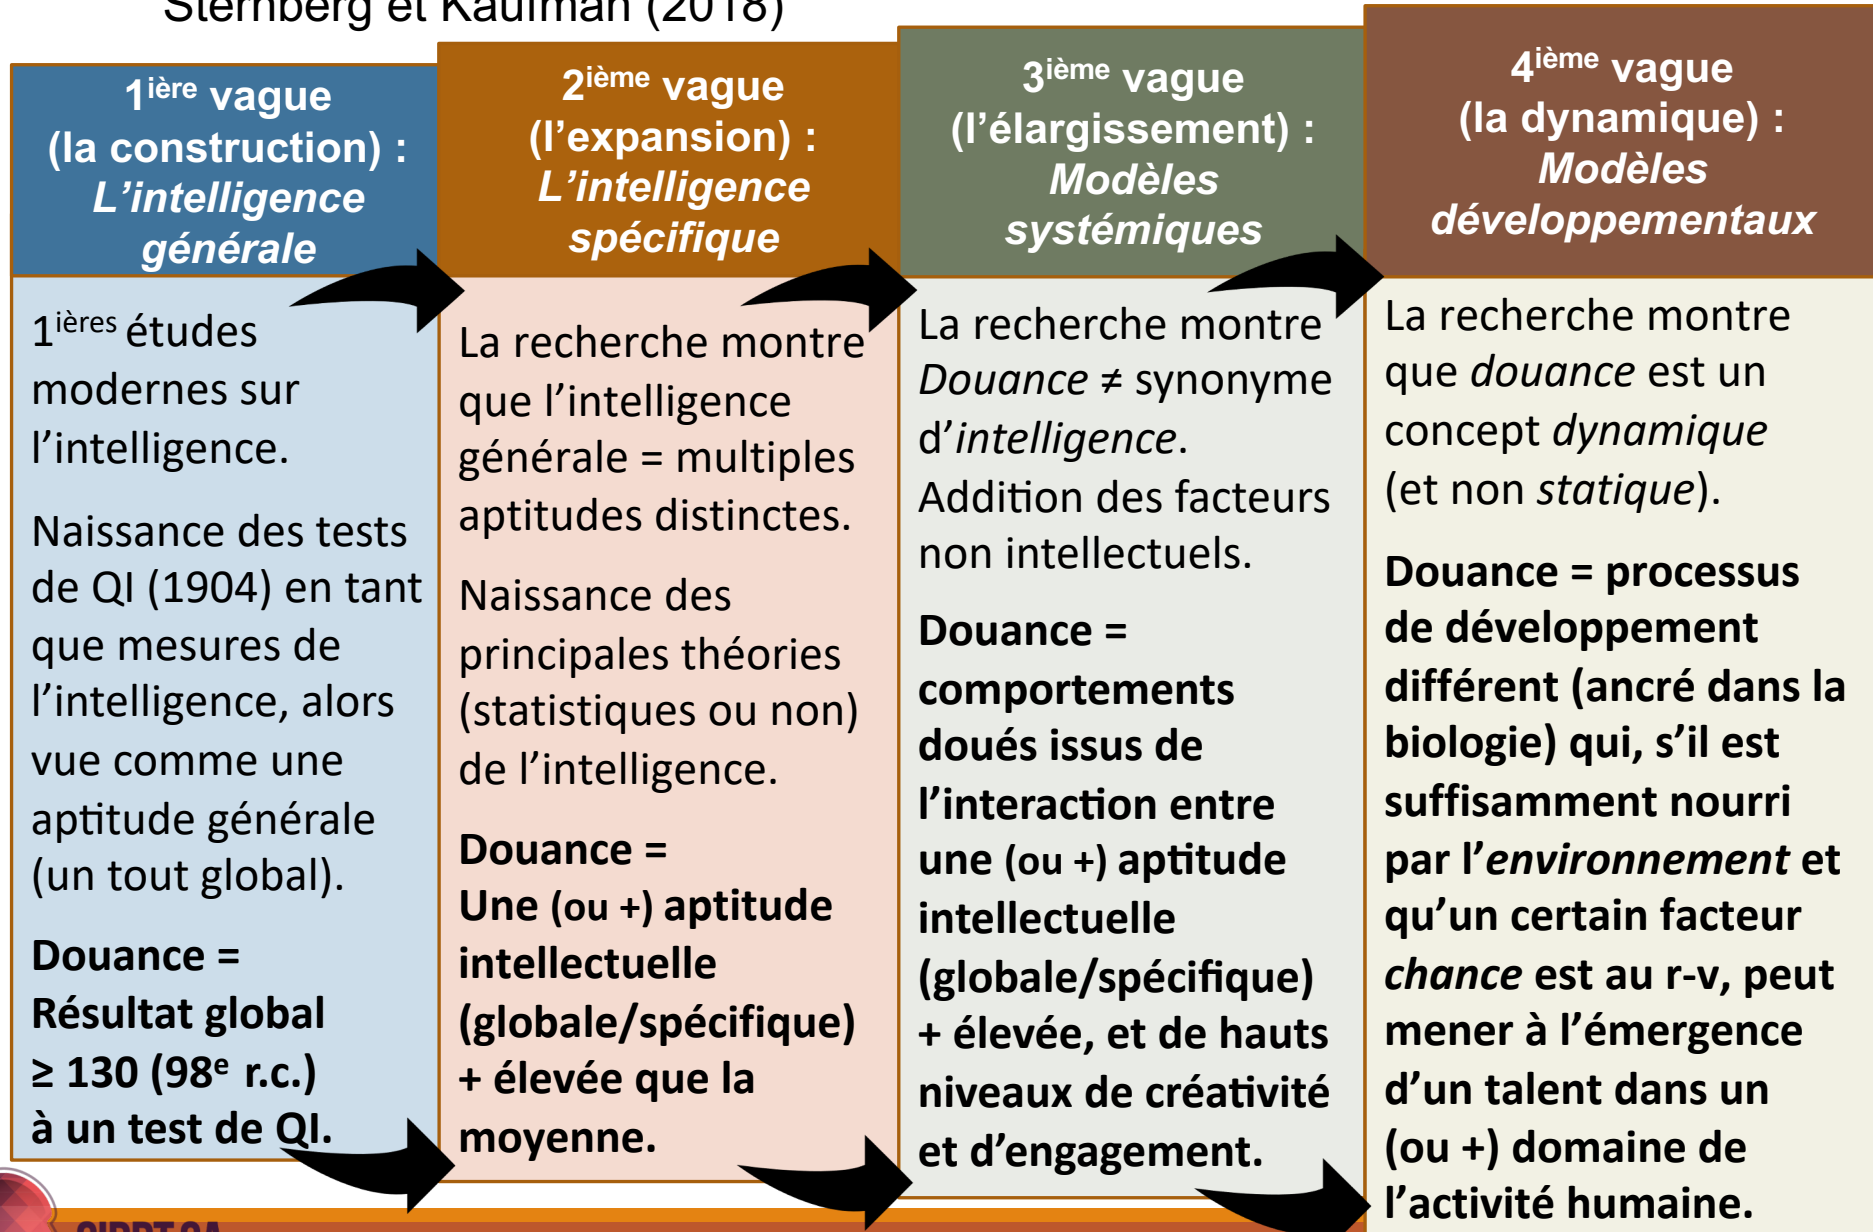 Sternberg et Kaufman (2018)
1ière vague
(la construction) :
L’intelligence
générale
1ières études
modernes sur
l’intelligence.
Naissance des tests
de QI (1904) en tant
que mesures de
l’intelligence, alors
vue comme une
aptitude générale
(un tout global).
Douance =
Résultat global
≥ 130 (98e r.c.)
à un test de QI.
2ième vague
(l’expansion) :
L’intelligence
spécifique
La recherche montre
que l’intelligence
générale = multiples
aptitudes distinctes.
Naissance des
principales théories
(statistiques ou non)
de l’intelligence.
Douance =
Une (ou +) aptitude
intellectuelle
(globale/spécifique)
+ élevée que la
moyenne.
3ième vague
(l’élargissement) :
Modèles
systémiques
La recherche montre
Douance ≠ synonyme
d’intelligence.
Addition des facteurs
non intellectuels.
Douance =
comportements
doués issus de
l’interaction entre
une (ou +) aptitude
intellectuelle
(globale/spécifique)
+ élevée, et de hauts
niveaux de créativité
et d’engagement.
4ième vague
(la dynamique) :
Modèles
développementaux
La recherche montre
que douance est un
concept dynamique
(et non statique).
Douance = processus
de développement
différent (ancré dans la
biologie) qui, s’il est
suffisamment nourri
par l’environnement et
qu’un certain facteur
chance est au r-v, peut
mener à l’émergence
d’un talent dans un
(ou +) domaine de
l’activité humaine.